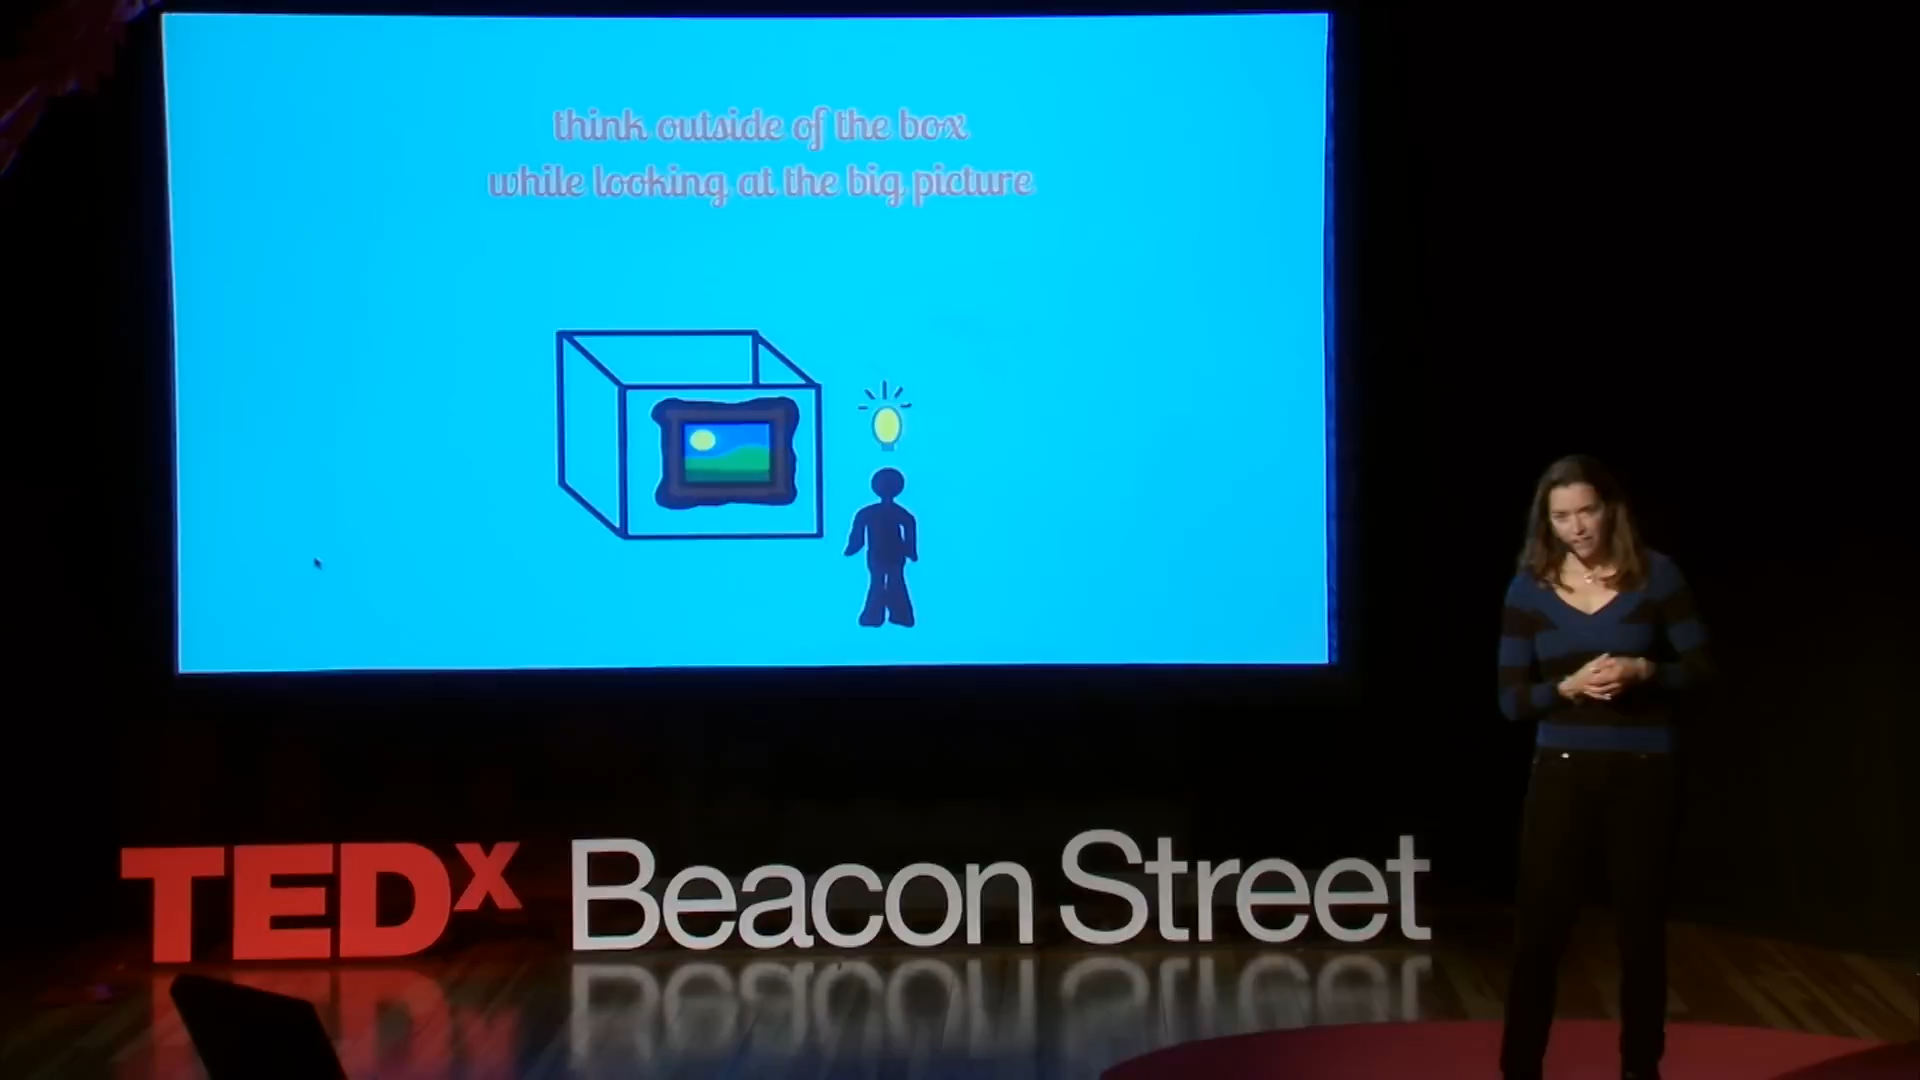 think outside of the box
while looking at the big picture
TEDx Beacon Street